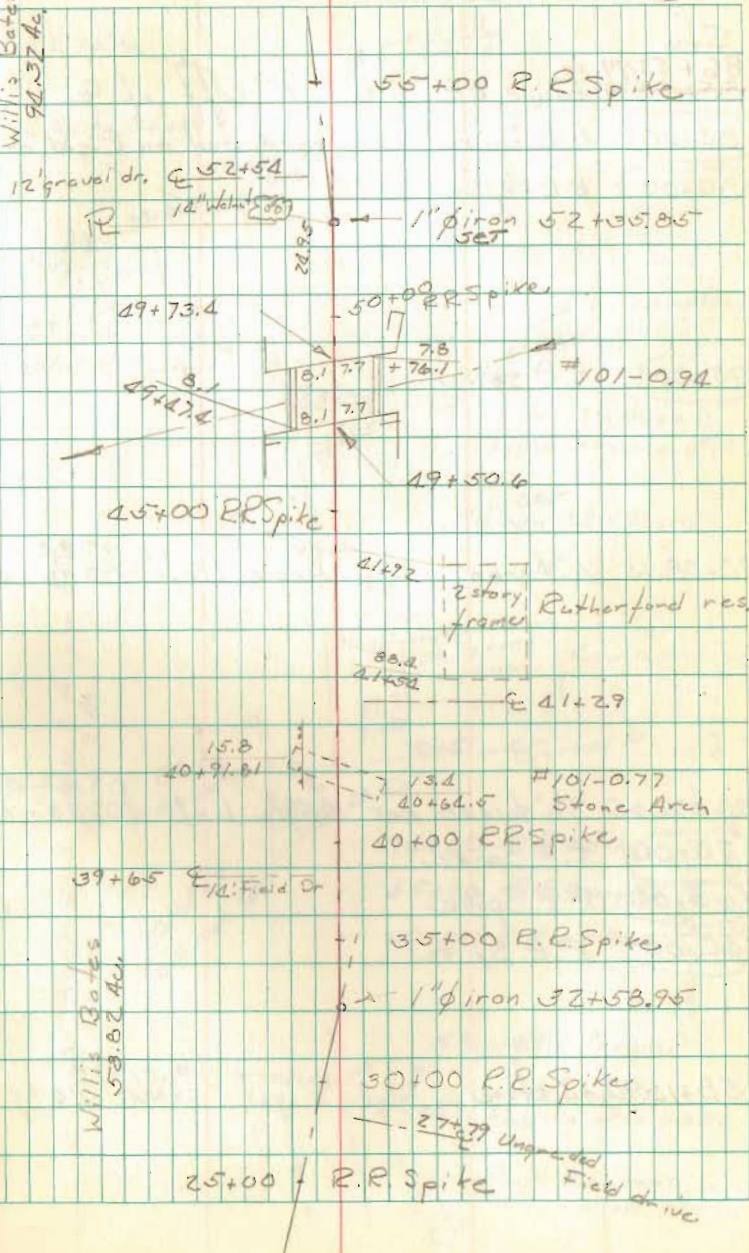 Willis Bates
94.32 Ac.
55+00 R.R Spike
12' gravel dr. ℄ 52+54
14" Walnut
PL
1" ϕ iron 52+35.85
SET
24.95
50+00 RR Spike
49+73.4
7.8
8.1 7.7 +76.1
#101-0.94
8.1
49+47.4
8.1 7.7
49+50.6
45+00 RR Spike
41+92
2 story
frame
Rutherford res.
88.4
41+54
℄ 41+29
15.8
40+91.81
13.4
40+64.5
#101-0.77
Stone Arch
40+00 RR Spike
39+65 ℄ 14' Field Dr
35+00 R.R. Spike
1" ϕ iron 32+58.95
Willis Bates
58.82 Ac.
30+00 R.R. Spike
27+79 Ungraded
℄
Field drive
25+00 R.R. Spike